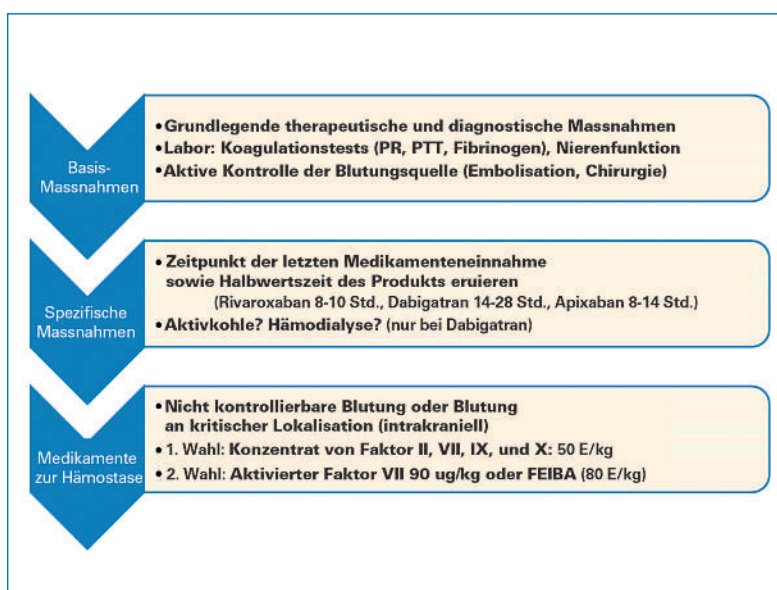 Basis-
Massnahmen
• Grundlegende therapeutische und diagnostische Massnahmen
• Labor: Koagulationstests (PR, PTT, Fibrinogen), Nierenfunktion
• Aktive Kontrolle der Blutungsquelle (Embolisation, Chirurgie)
Spezifische
Massnahmen
• Zeitpunkt der letzten Medikamenteneinnahme
sowie Halbwertszeit des Produkts eruieren
(Rivaroxaban 8-10 Std., Dabigatran 14-28 Std., Apixaban 8-14 Std.)
• Aktivkohle? Hämodialyse? (nur bei Dabigatran)
Medikamente
zur Hämostase
• Nicht kontrollierbare Blutung oder Blutung
an kritischer Lokalisation (intrakraniell)
• 1. Wahl: Konzentrat von Faktor II, VII, IX, und X: 50 E/kg
• 2. Wahl: Aktivierter Faktor VII 90 ug/kg oder FEIBA (80 E/kg)